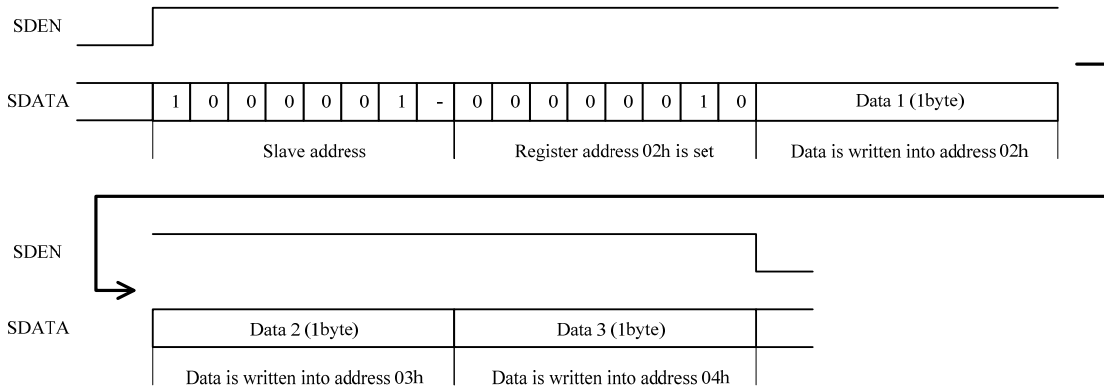 SDEN
SDATA 1 0 0 0 0 0 1 - 0 0 0 0 0 0 1 0 Data 1 (1byte)
Slave address Register address 02h is set Data is written into address 02h
SDEN
SDATA Data 2 (1byte) Data 3 (1byte)
Data is written into address 03h Data is written into address 04h